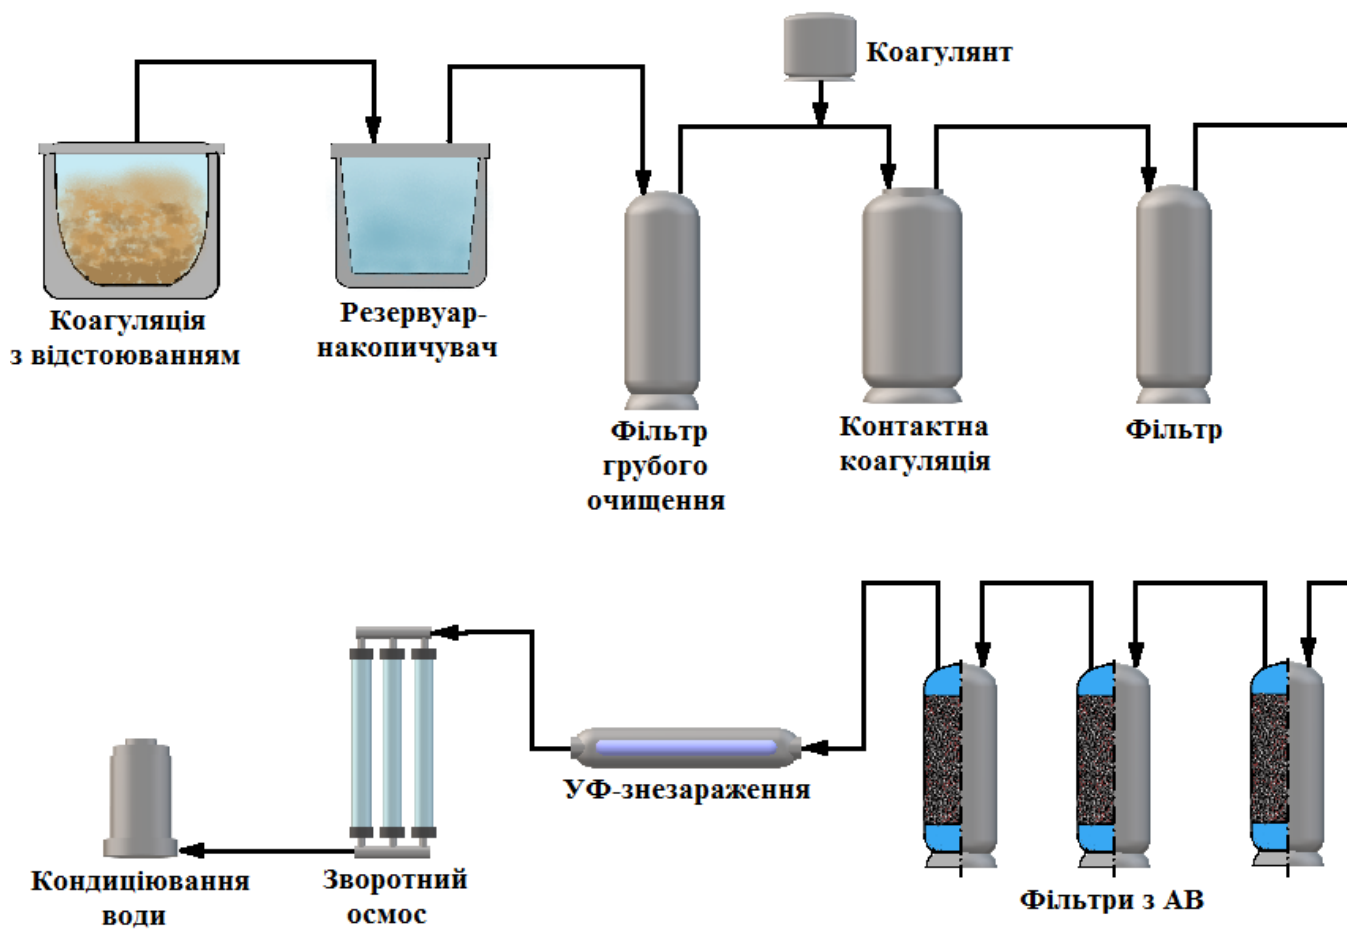 Коагулянт
Коагуляція
з відстоюванням
Резервуар-
накопичувач
Фільтр
грубого
очищення
Контактна
коагуляція
Фільтр
УФ-знезараження
Кондиціювання
води
Зворотний
осмос
Фільтри з АВ